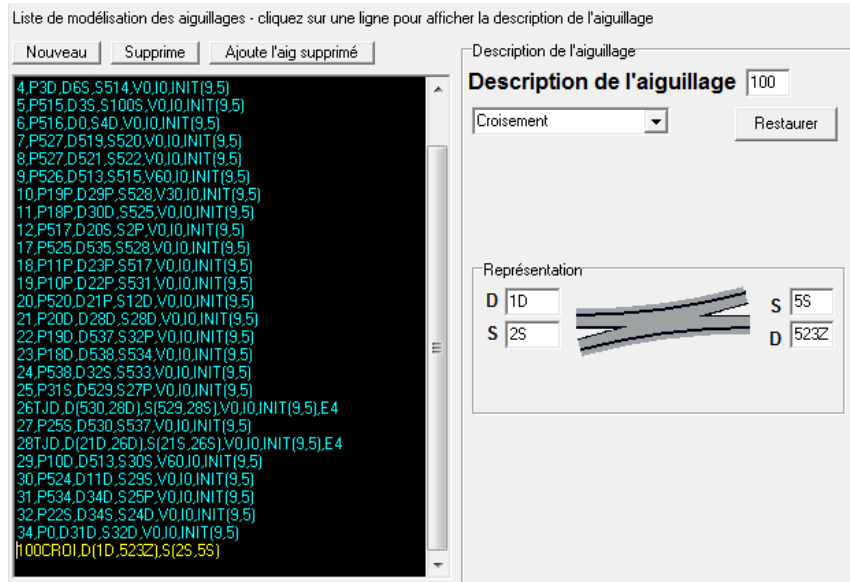 Liste de modélisation des aiguillages - cliquez sur une ligne pour afficher la description de l'aiguillage
Nouveau Supprime Ajoute l'aig supprimé
4,P3D,D6S,S514,V0,I0,INIT(9,5)
5,P515,D3S,S100S,V0,I0,INIT(9,5)
6,P516,D0,S4D,V0,I0,INIT(9,5)
7,P527,D519,S520,V0,I0,INIT(9,5)
8,P527,D521,S522,V0,I0,INIT(9,5)
9,P526,D513,S515,V60,I0,INIT(9,5)
10,P19P,D29P,S528,V30,I0,INIT(9,5)
11,P18P,D30D,S525,V0,I0,INIT(9,5)
12,P517,D20S,S2P,V0,I0,INIT(9,5)
17,P525,D535,S528,V0,I0,INIT(9,5)
18,P11P,D23P,S517,V0,I0,INIT(9,5)
19,P10P,D22P,S531,V0,I0,INIT(9,5)
20,P520,D21P,S12D,V0,I0,INIT(9,5)
21,P20D,D28D,S28D,V0,I0,INIT(9,5)
22,P19D,D537,S32P,V0,I0,INIT(9,5)
23,P18D,D538,S534,V0,I0,INIT(9,5)
24,P538,D32S,S533,V0,I0,INIT(9,5)
25,P31S,D529,S27P,V0,I0,INIT(9,5)
26TJD,D(530,28D),S(529,28S),V0,I0,INIT(9,5),E4
27,P25S,D530,S537,V0,I0,INIT(9,5)
28TJD,D(21D,26D),S(21S,26S),V0,I0,INIT(9,5),E4
29,P10D,D513,S30S,V60,I0,INIT(9,5)
30,P524,D11D,S29S,V0,I0,INIT(9,5)
31,P534,D34D,S25P,V0,I0,INIT(9,5)
32,P22S,D34S,S24D,V0,I0,INIT(9,5)
34,P0,D31D,S32D,V0,I0,INIT(9,5)
100CROI,D(1D,523Z),S(2S,5S)
Description de l'aiguillage
Description de l'aiguillage 100
Croisement Restaurer
Représentation
D 1D S 5S
S 2S D 523Z